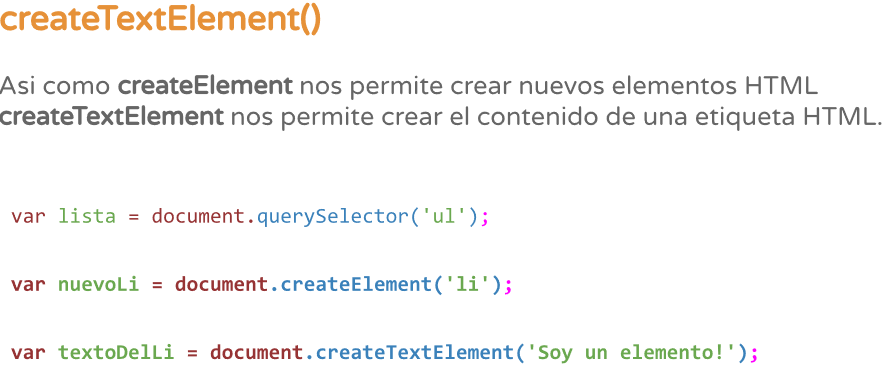 createTextElement()
Asi como createElement nos permite crear nuevos elementos HTML
createTextElement nos permite crear el contenido de una etiqueta HTML.
var lista = document.querySelector('ul');
var nuevoLi = document.createElement('li');
var textoDelLi = document.createTextElement('Soy un elemento!');